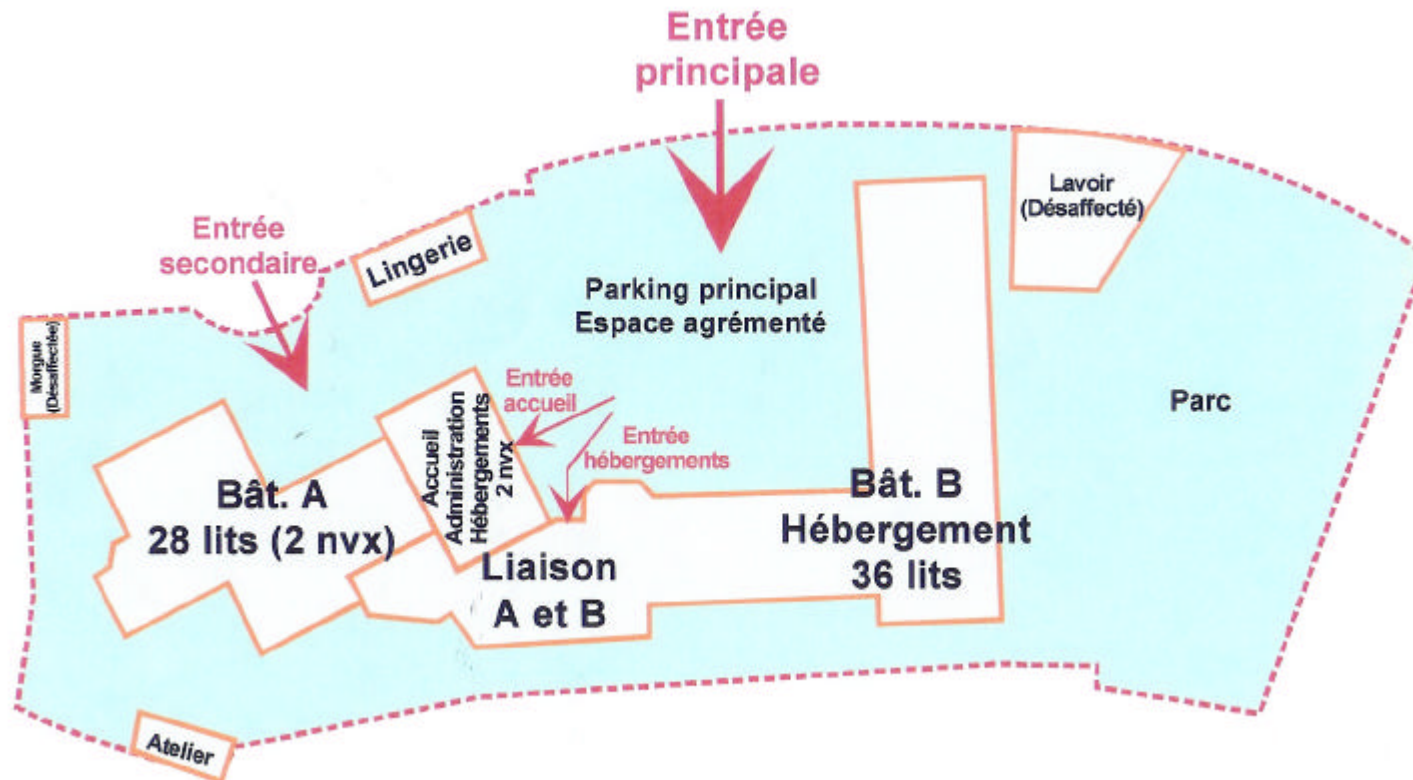 Entrée
principale
Lavoir
(Désaffecté)
Entrée
secondaire
Lingerie
Parking principal
Espace agrémenté
Morgue
(Désaffectée)
Entrée
accueil
Parc
Accueil
Administration
Hébergements
2 nvx
Entrée
hébergements
Bât. A
28 lits (2 nvx)
Bât. B
Hébergement
36 lits
Liaison
A et B
Atelier